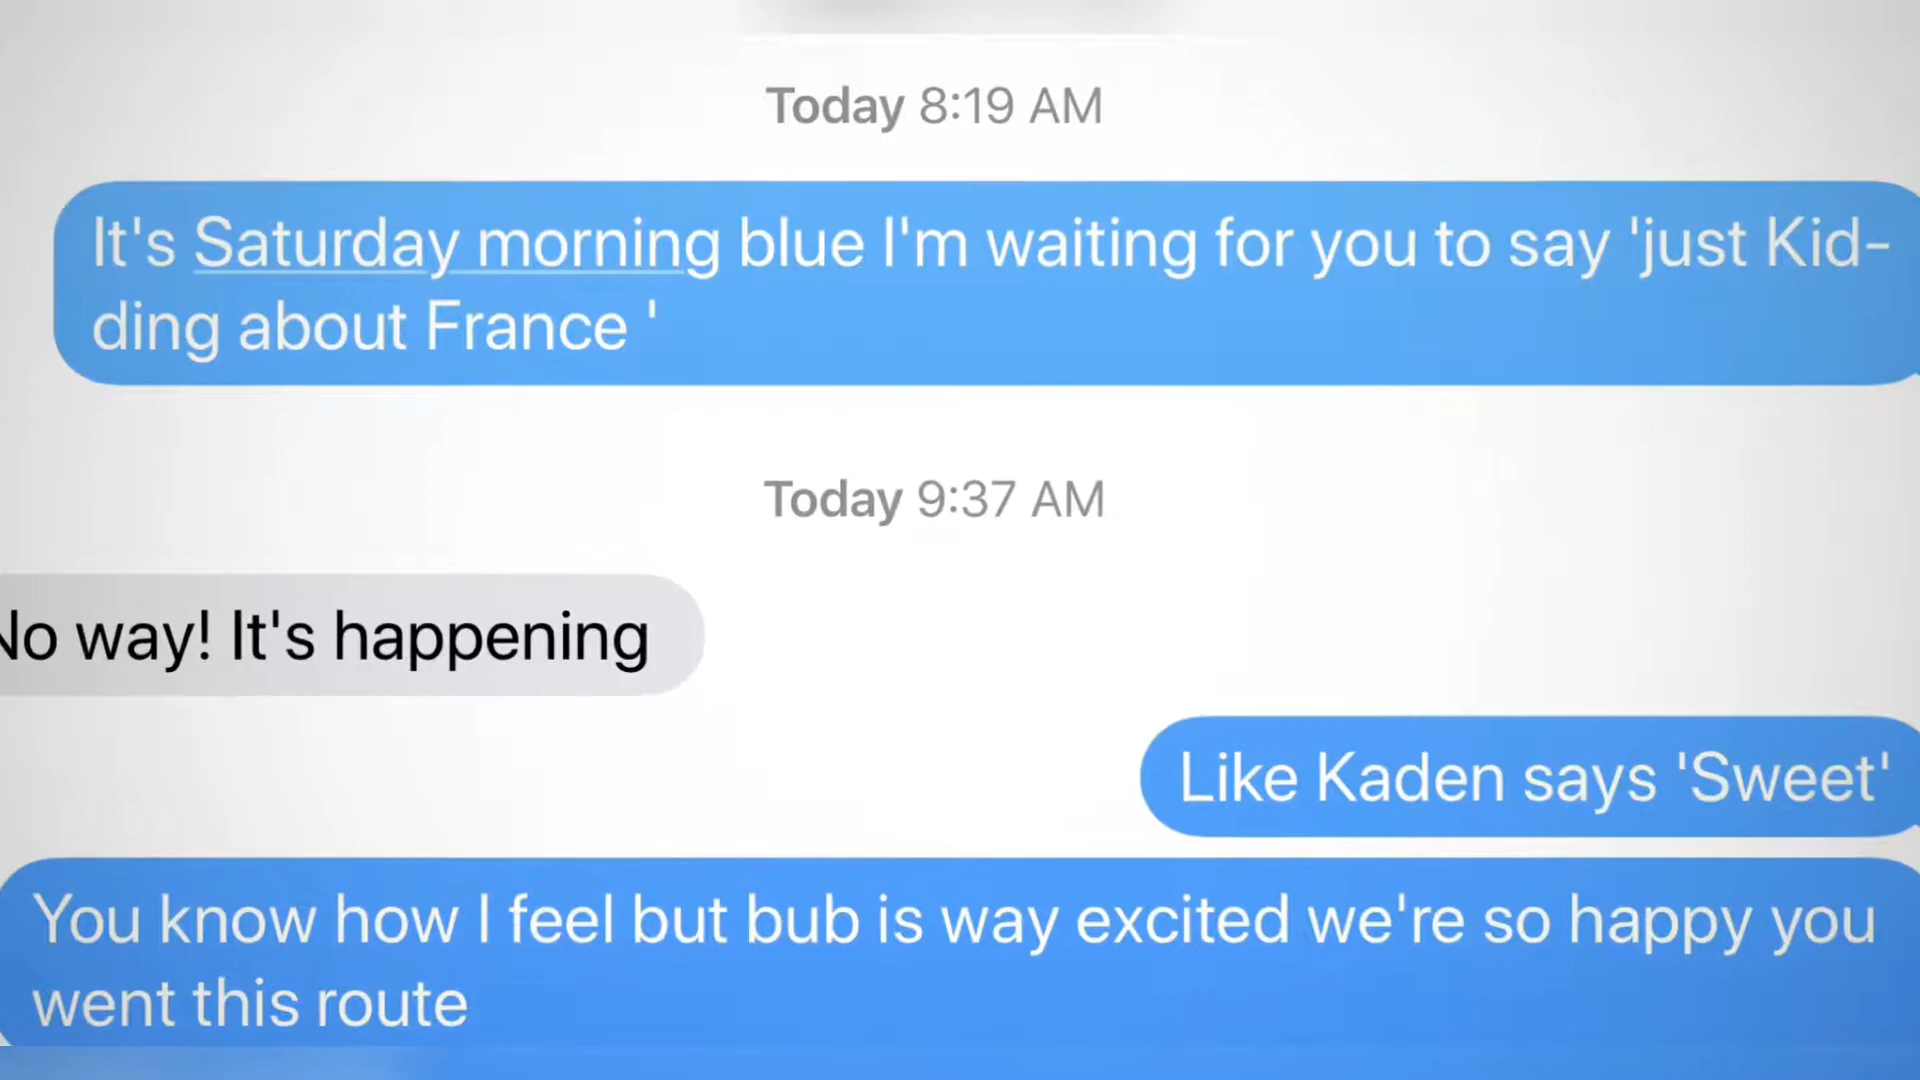 Today 8:19 AM
It's Saturday morning blue I'm waiting for you to say 'just Kid-
ding about France '
Today 9:37 AM
No way! It's happening
Like Kaden says 'Sweet'
You know how I feel but bub is way excited we're so happy you
went this route